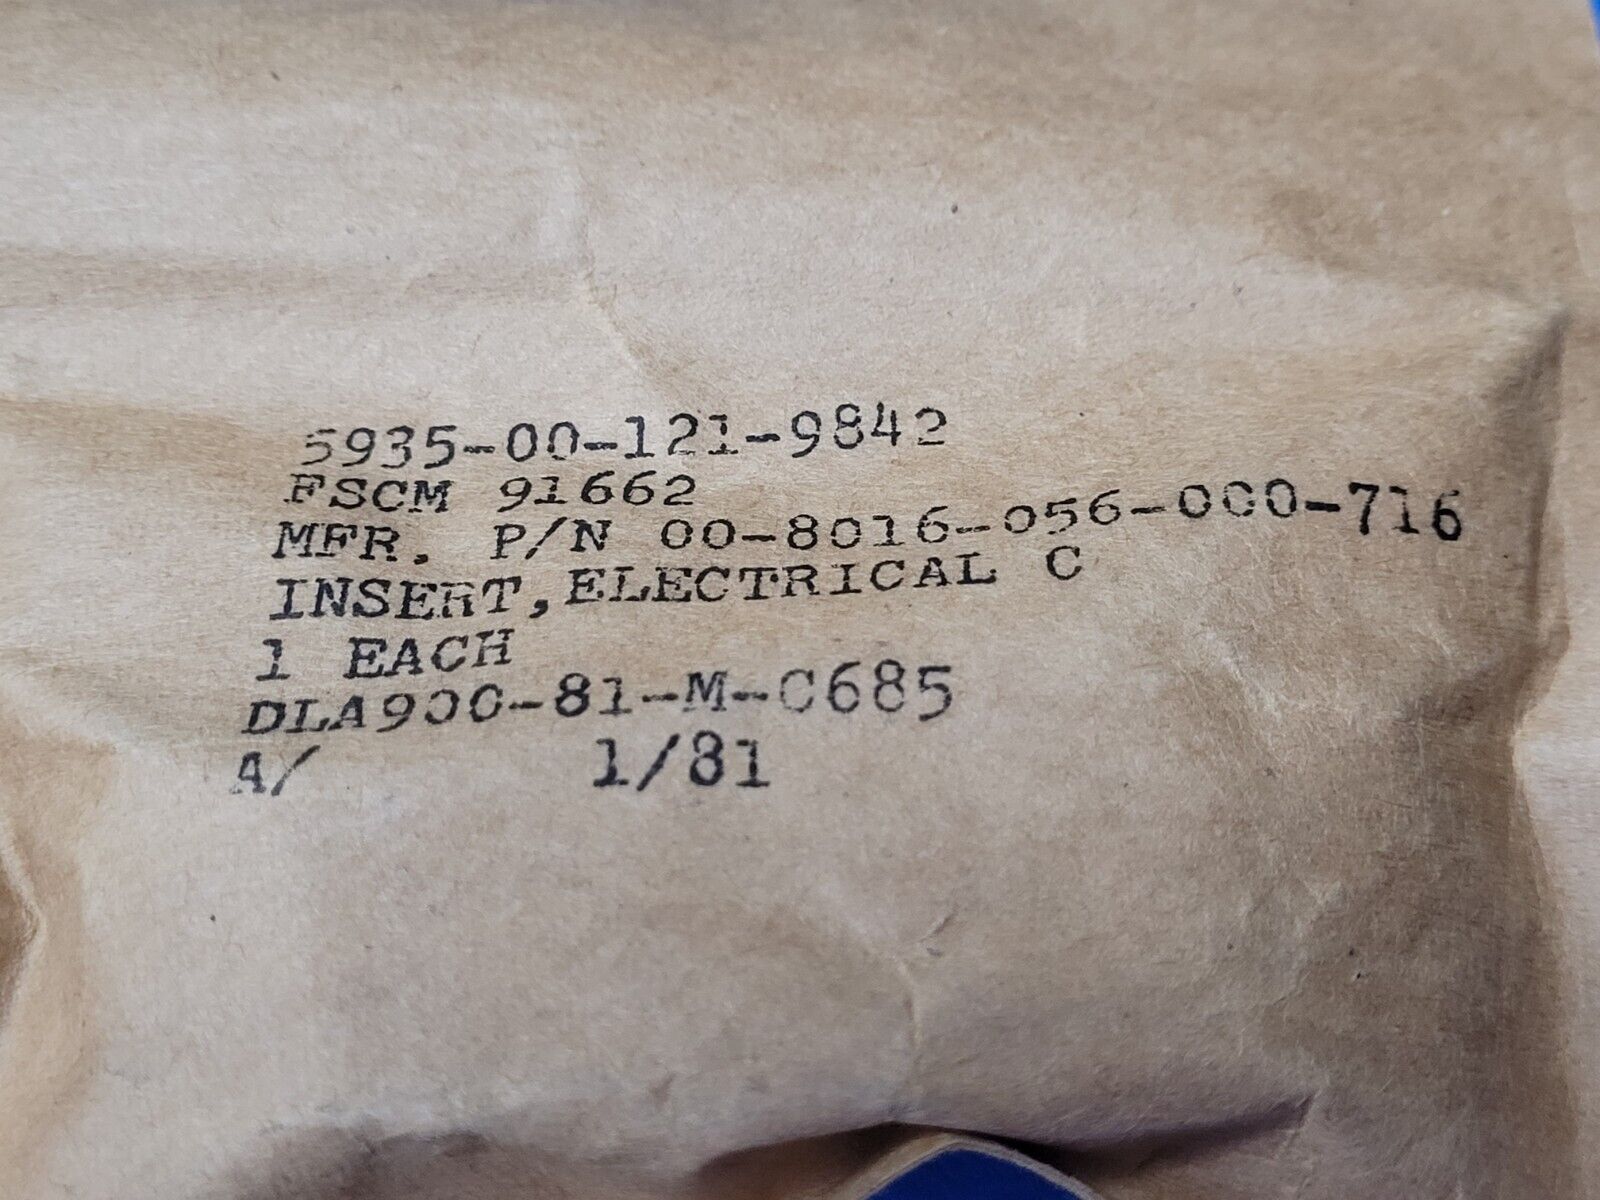 5935-00-121-9842
FSCM 91662
MFR. P/N 00-8016-056-000-716
INSERT,ELECTRICAL C
1 EACH
DLA900-81-M-C685
A/ 1/81